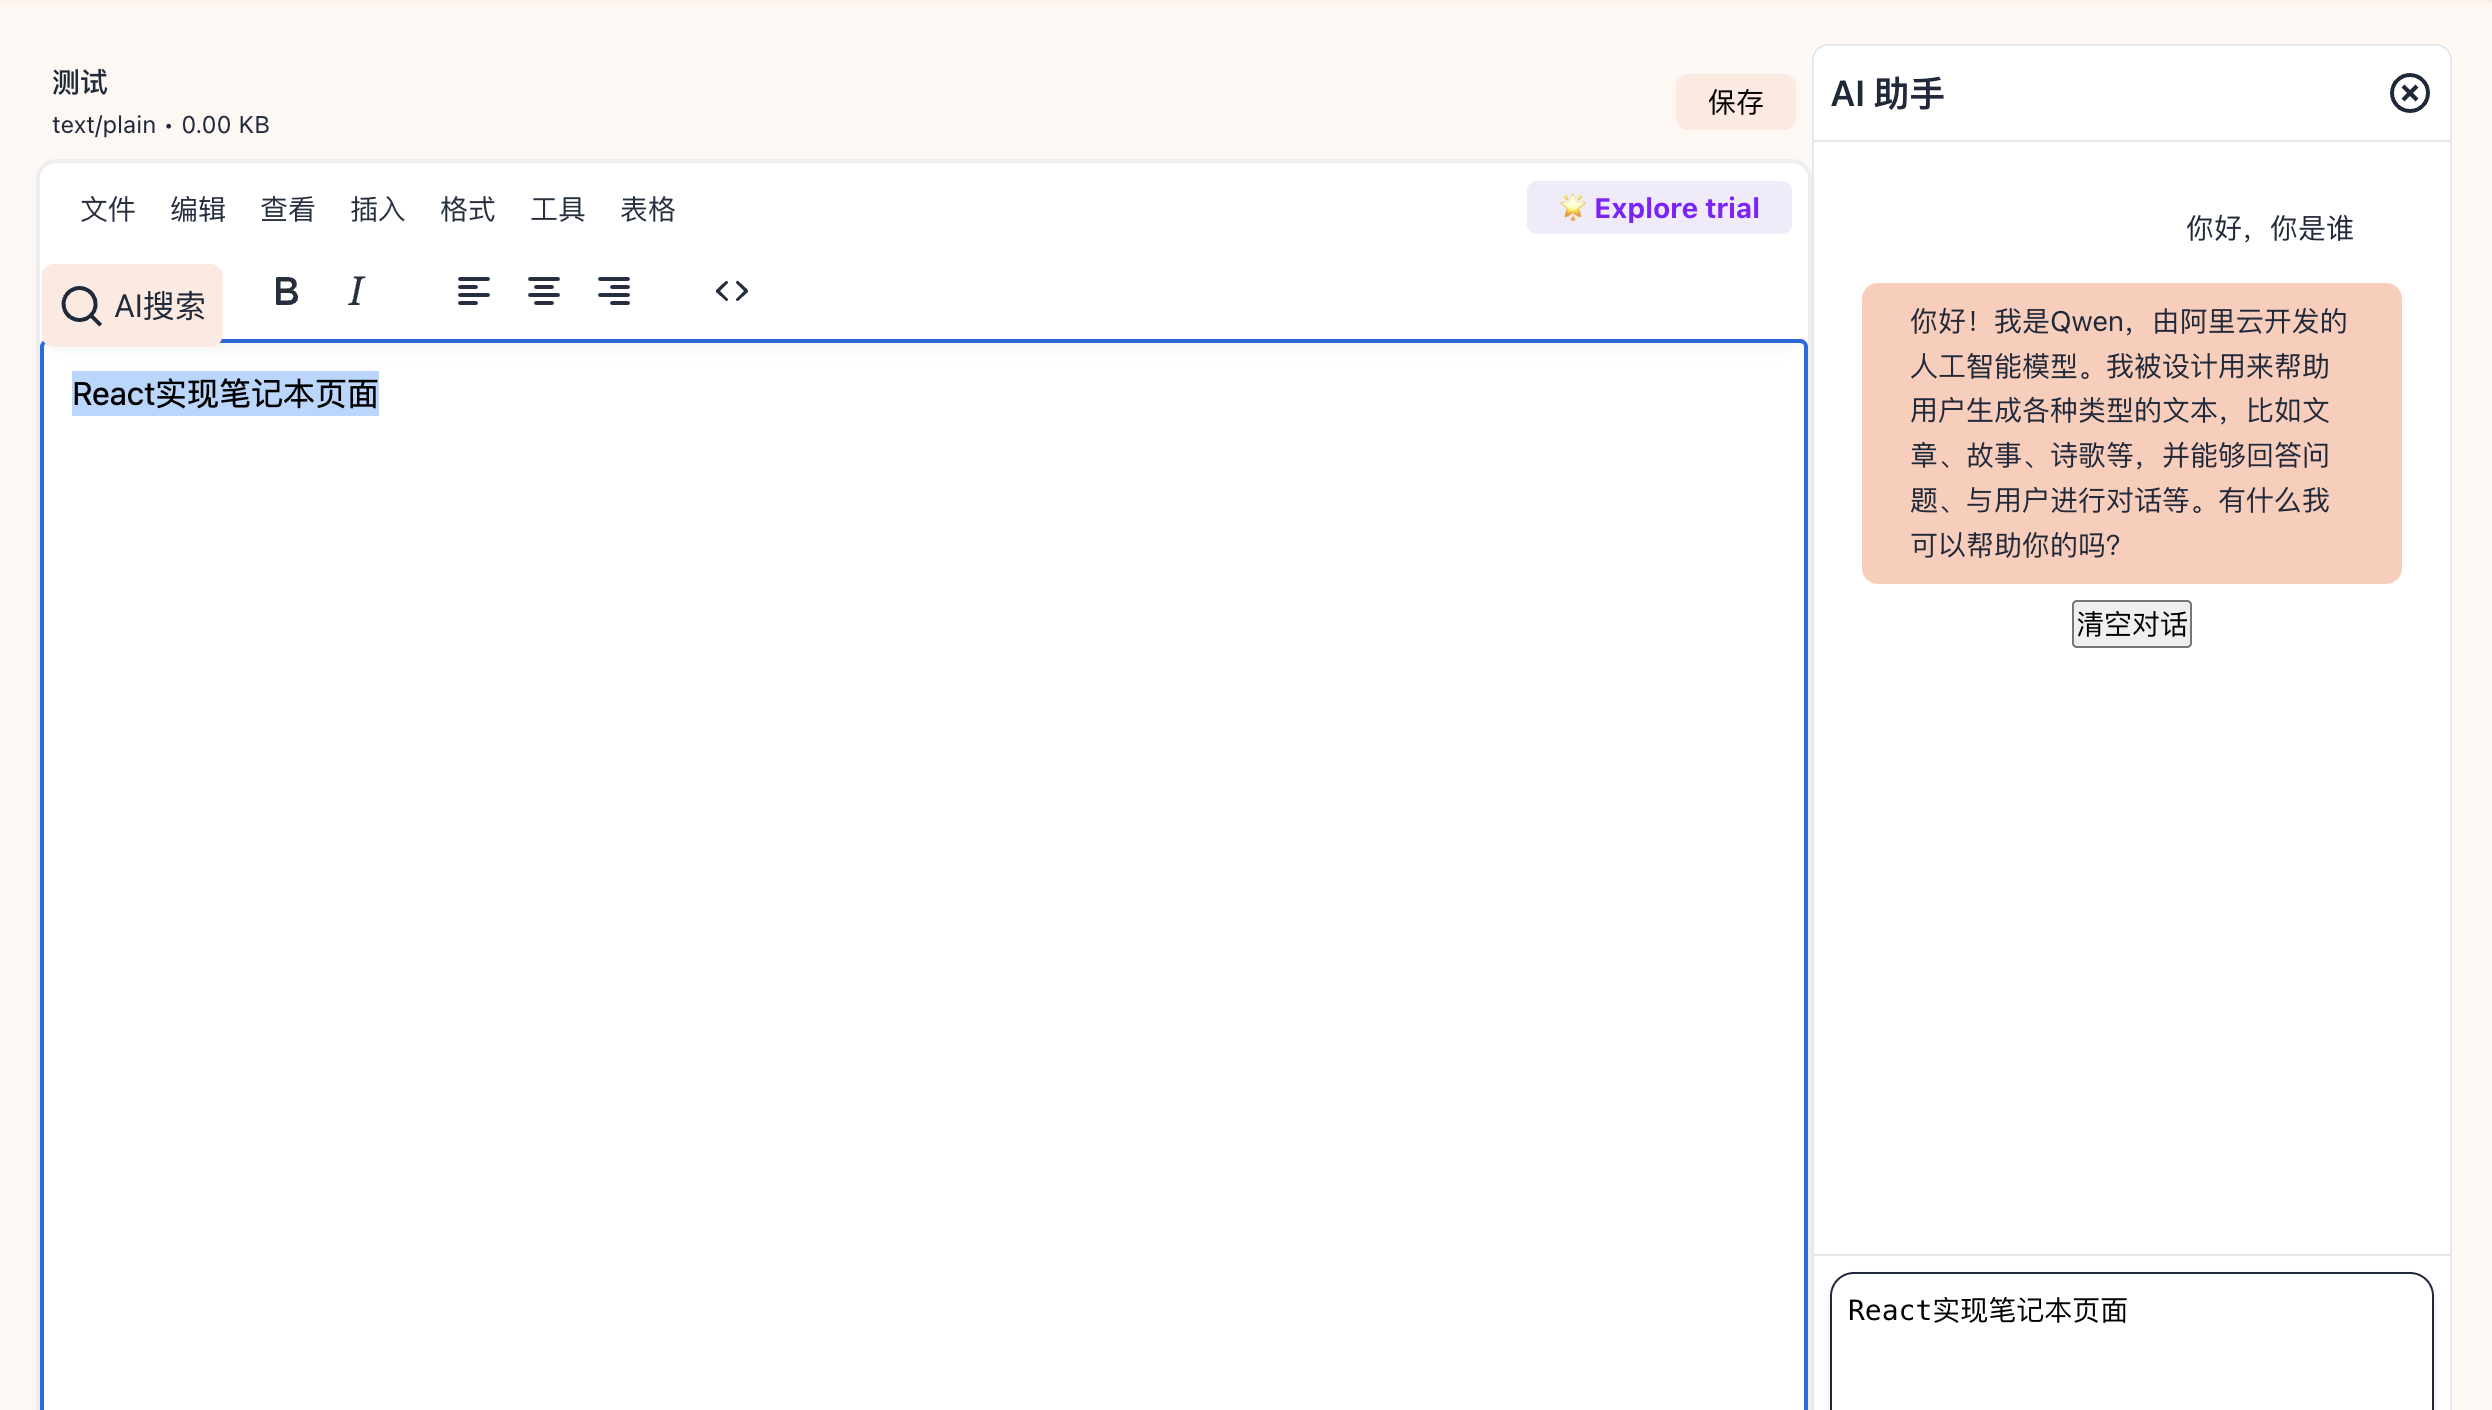 测试
text/plain • 0.00 KB
保存
文件 编辑 查看 插入 格式 工具 表格
Explore trial
AI搜索
B I
React实现笔记本页面
AI 助手
你好，你是谁
你好！我是Qwen，由阿里云开发的
人工智能模型。我被设计用来帮助
用户生成各种类型的文本，比如文
章、故事、诗歌等，并能够回答问
题、与用户进行对话等。有什么我
可以帮助你的吗？
清空对话
React实现笔记本页面